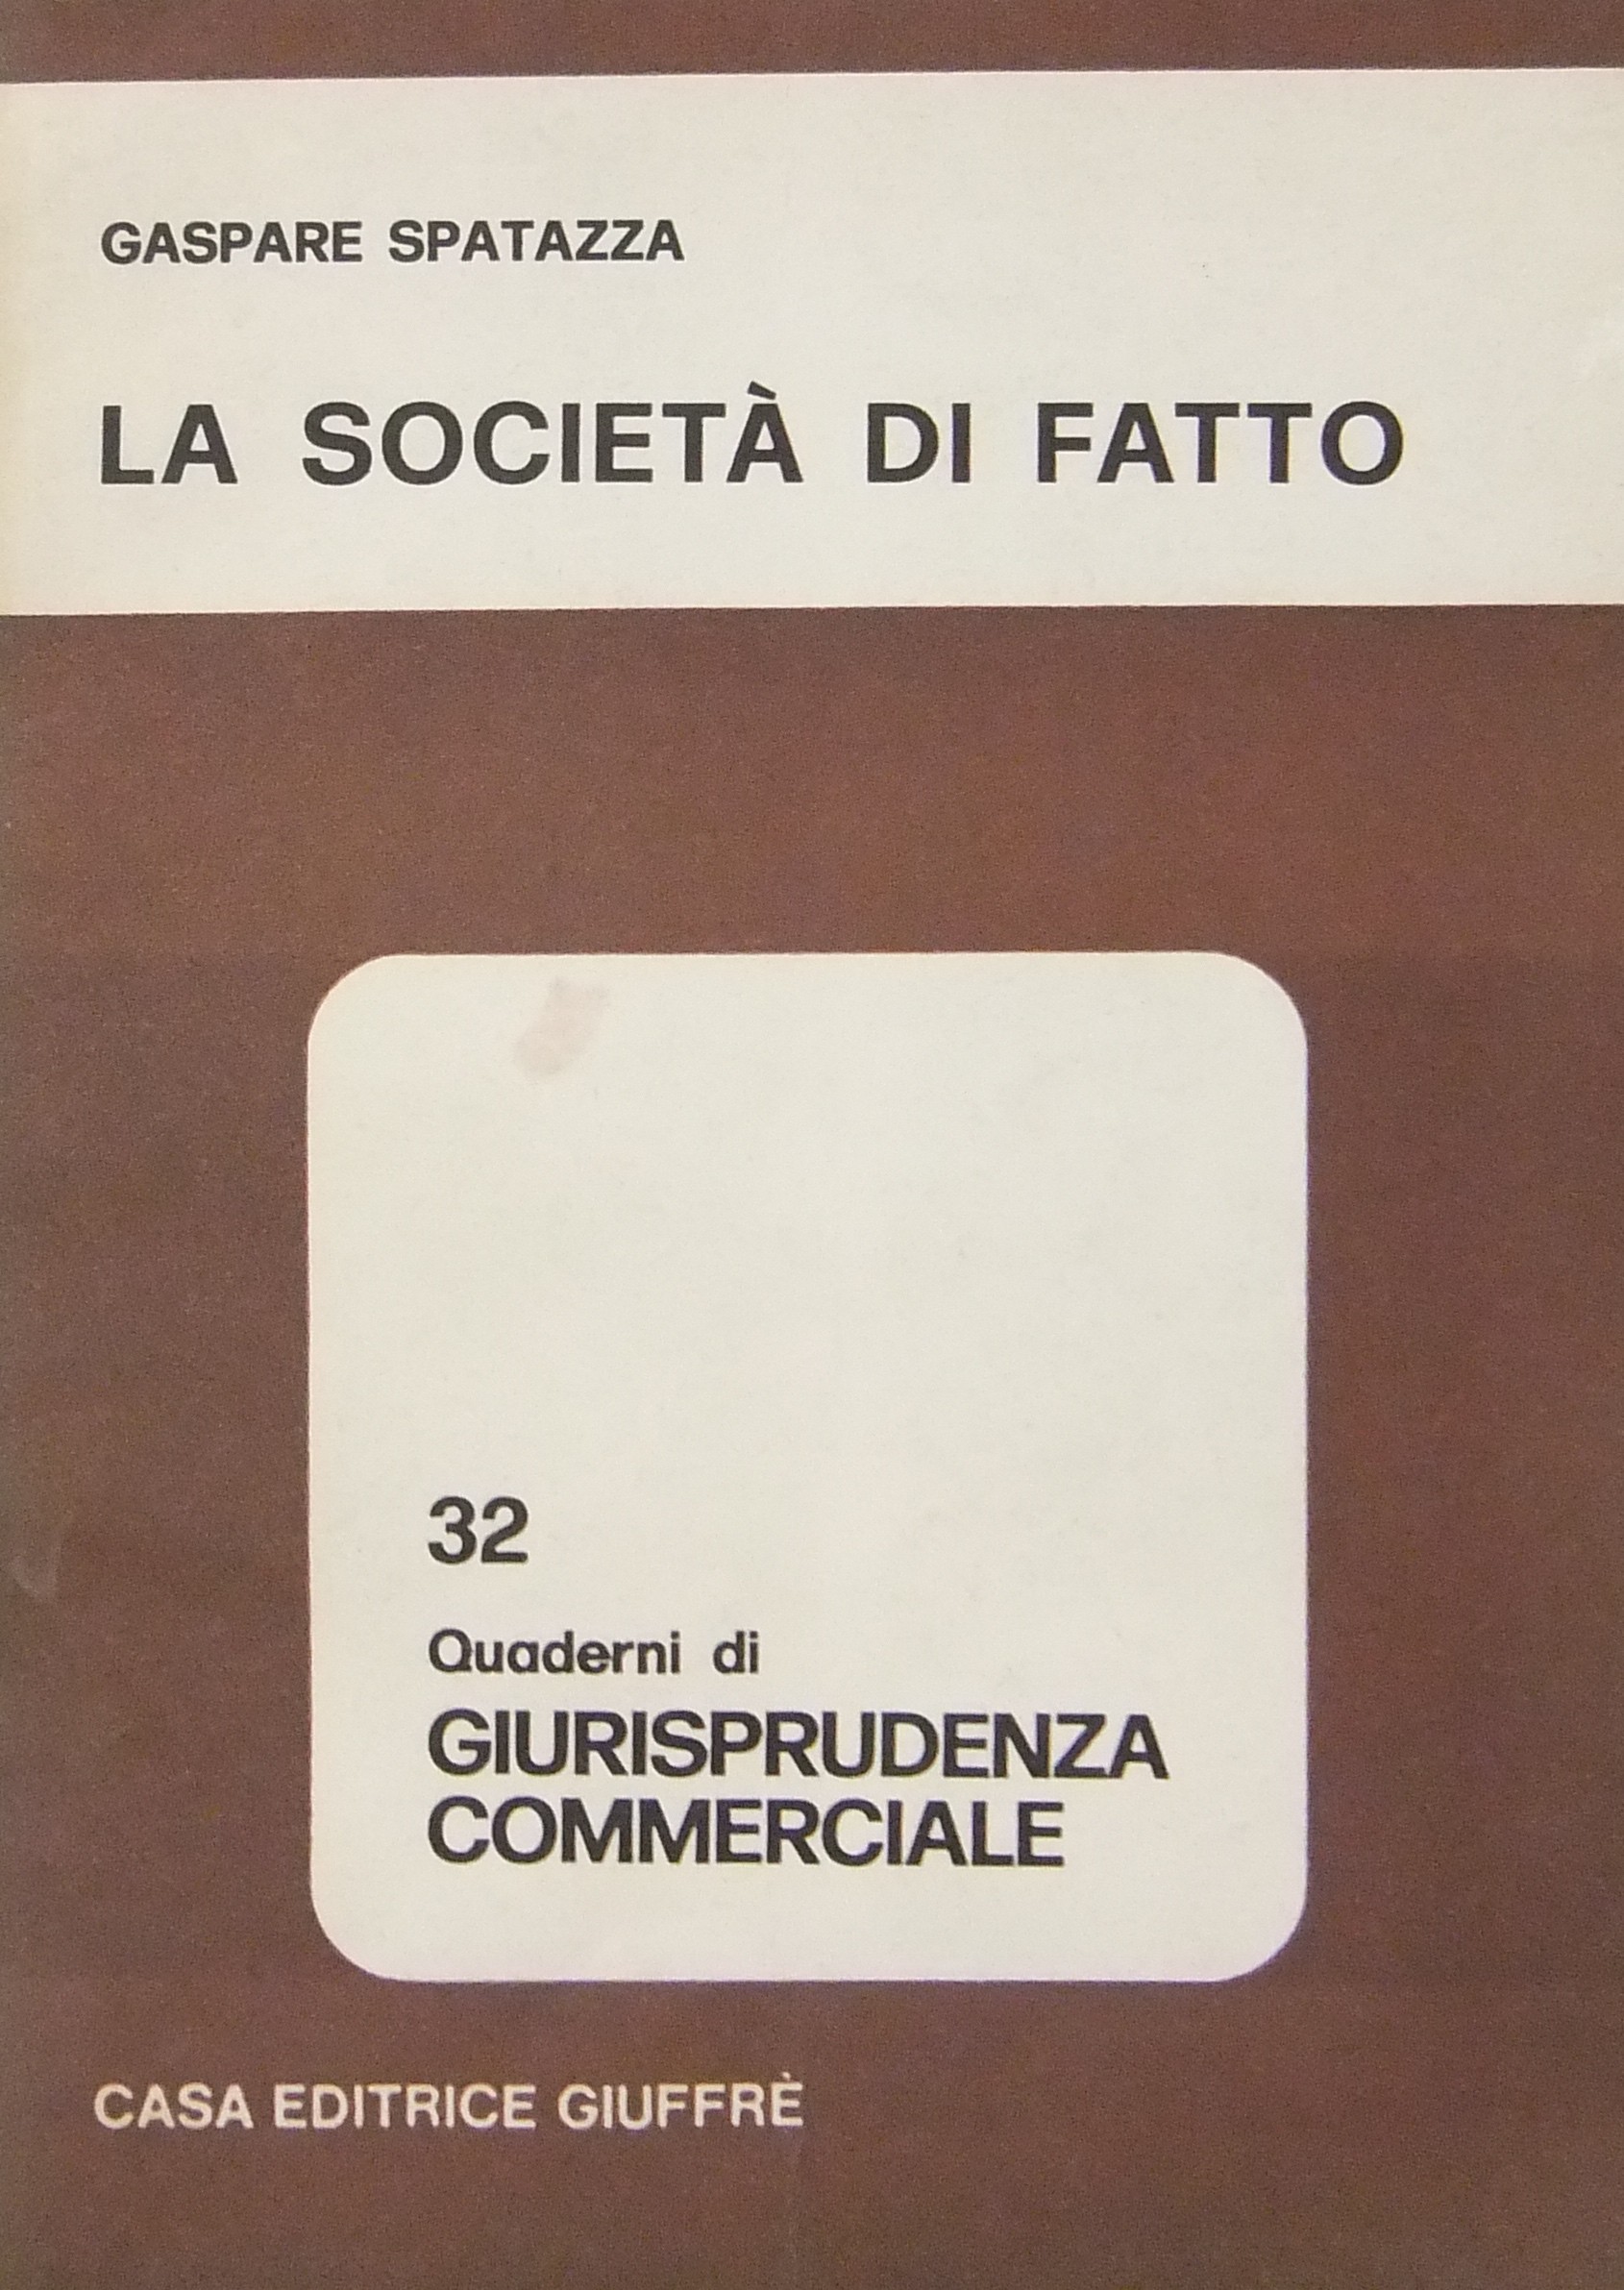 GASPARE SPATAZZA
LA SOCIETÀ DI FATTO
32
Quaderni di
GIURISPRUDENZA
COMMERCIALE
CASA EDITRICE GIUFFRÈ